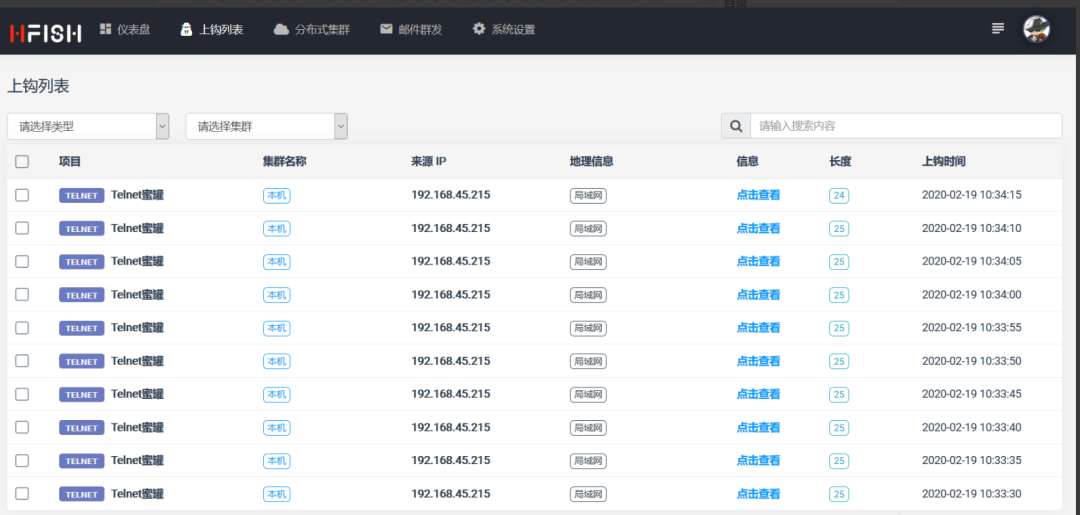 HFISH 仪表盘 上钩列表 分布式集群 邮件群发 系统设置
上钩列表
请选择类型 请选择集群 请输入搜索内容
项目 集群名称 来源 IP 地理信息 信息 长度 上钩时间
TELNET Telnet蜜罐 本机 192.168.45.215 局域网 点击查看 24 2020-02-19 10:34:15
TELNET Telnet蜜罐 本机 192.168.45.215 局域网 点击查看 25 2020-02-19 10:34:10
TELNET Telnet蜜罐 本机 192.168.45.215 局域网 点击查看 25 2020-02-19 10:34:05
TELNET Telnet蜜罐 本机 192.168.45.215 局域网 点击查看 25 2020-02-19 10:34:00
TELNET Telnet蜜罐 本机 192.168.45.215 局域网 点击查看 25 2020-02-19 10:33:55
TELNET Telnet蜜罐 本机 192.168.45.215 局域网 点击查看 25 2020-02-19 10:33:50
TELNET Telnet蜜罐 本机 192.168.45.215 局域网 点击查看 25 2020-02-19 10:33:45
TELNET Telnet蜜罐 本机 192.168.45.215 局域网 点击查看 25 2020-02-19 10:33:40
TELNET Telnet蜜罐 本机 192.168.45.215 局域网 点击查看 25 2020-02-19 10:33:35
TELNET Telnet蜜罐 本机 192.168.45.215 局域网 点击查看 25 2020-02-19 10:33:30